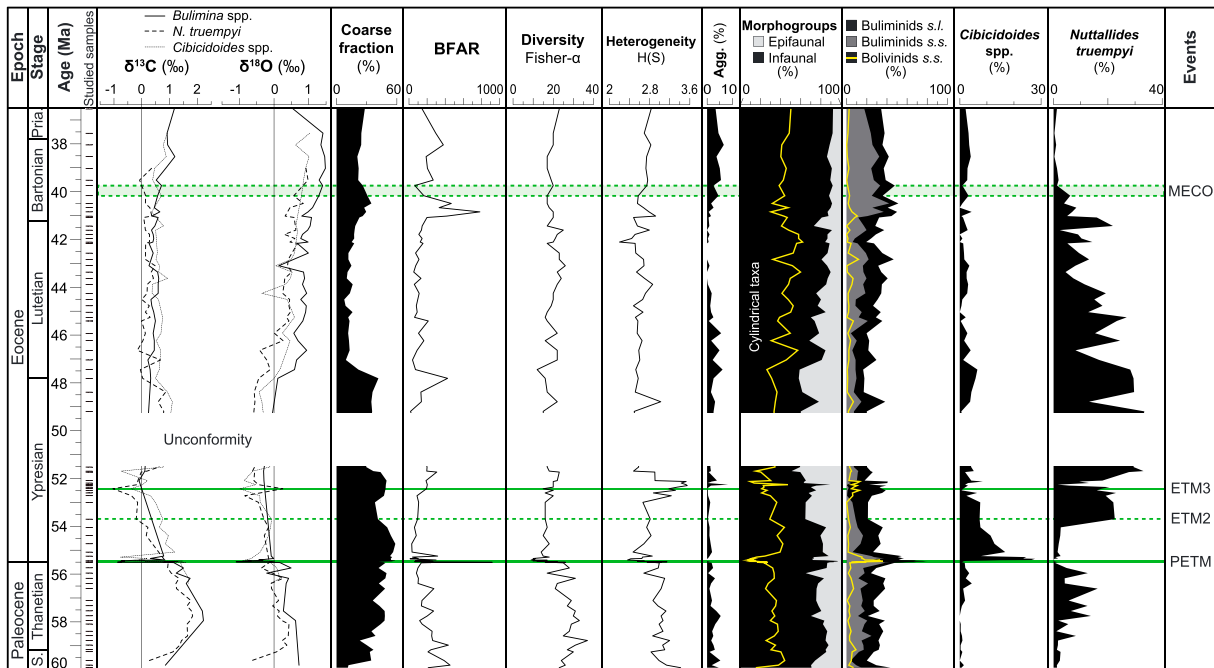 Epoch
Stage
Age (Ma)
Studied samples
Bulimina spp.
N. truempyi
Cibicidoides spp.
δ¹³C (‰)
δ¹⁸O (‰)
-1 0 1 2
-1 0 1
Coarse
fraction
(%)
0 60
BFAR
0 1000
Diversity
Fisher-α
0 20 40
Heterogeneity
H(S)
2 2.8 3.6
Agg. (%)
0 10
Morphogroups
Epifaunal
Infaunal
(%)
0 100
Buliminids s.l.
Buliminids s.s.
Bolivinids s.s.
(%)
0 100
Cibicidoides
spp.
(%)
0 30
Nuttallides
truempyi
(%)
0 40
Events
Eocene
Paleocene
Pria.
Bartonian
Lutetian
Ypresian
Thanetian
S.
38
40
42
44
46
48
50
52
54
56
58
60
Unconformity
Cylindrical taxa
MECO
ETM3
ETM2
PETM